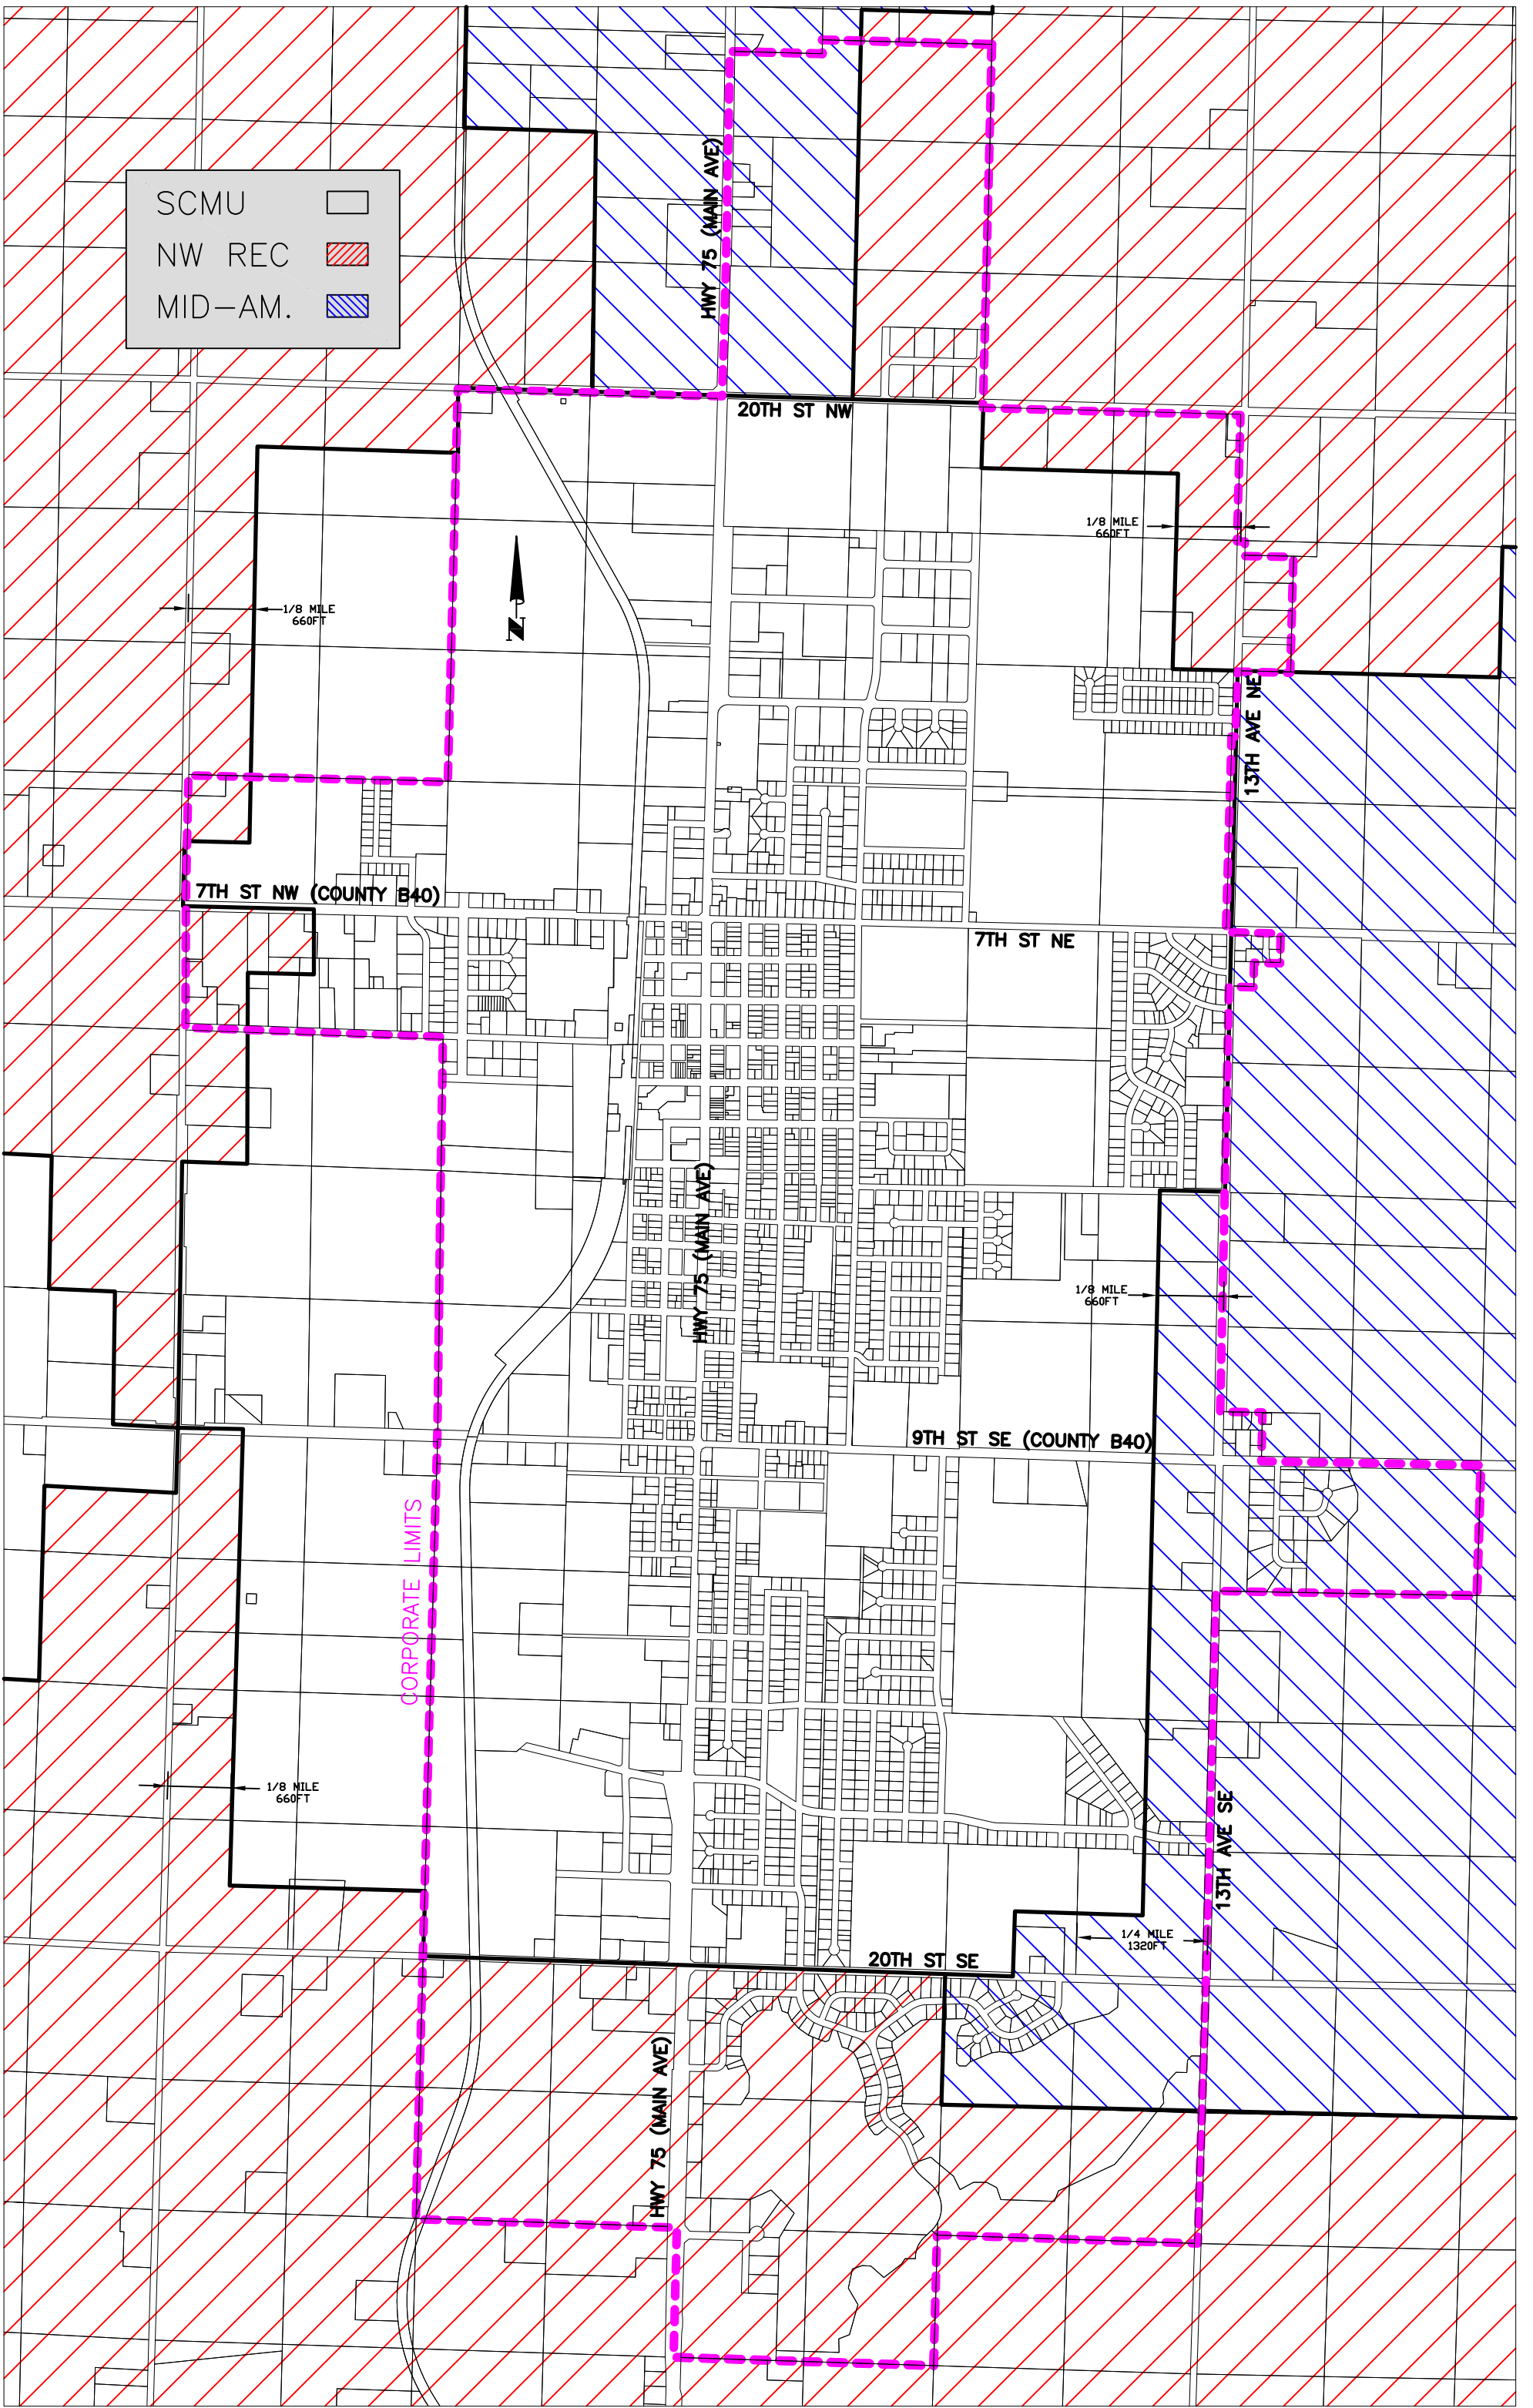 HWY 75 (MAIN AVE)
SCMU
NW REC
MID-AM.
20TH ST NW
1/8 MILE
660FT
1/8 MILE
660FT
N
13TH AVE NE
7TH ST NW (COUNTY B40)
7TH ST NE
HWY 75 (MAIN AVE)
1/8 MILE
660FT
9TH ST SE (COUNTY B40)
CORPORATE LIMITS
1/8 MILE
660FT
13TH AVE SE
1/4 MILE
1320FT
20TH ST SE
HWY 75 (MAIN AVE)